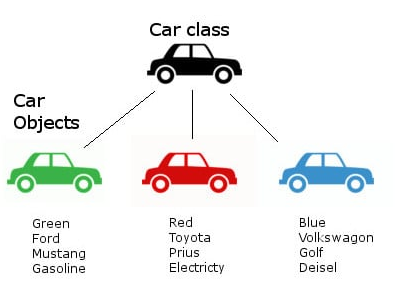 Car class
Car
Objects
Green
Ford
Mustang
Gasoline
Red
Toyota
Prius
Electricty
Blue
Volkswagon
Golf
Deisel